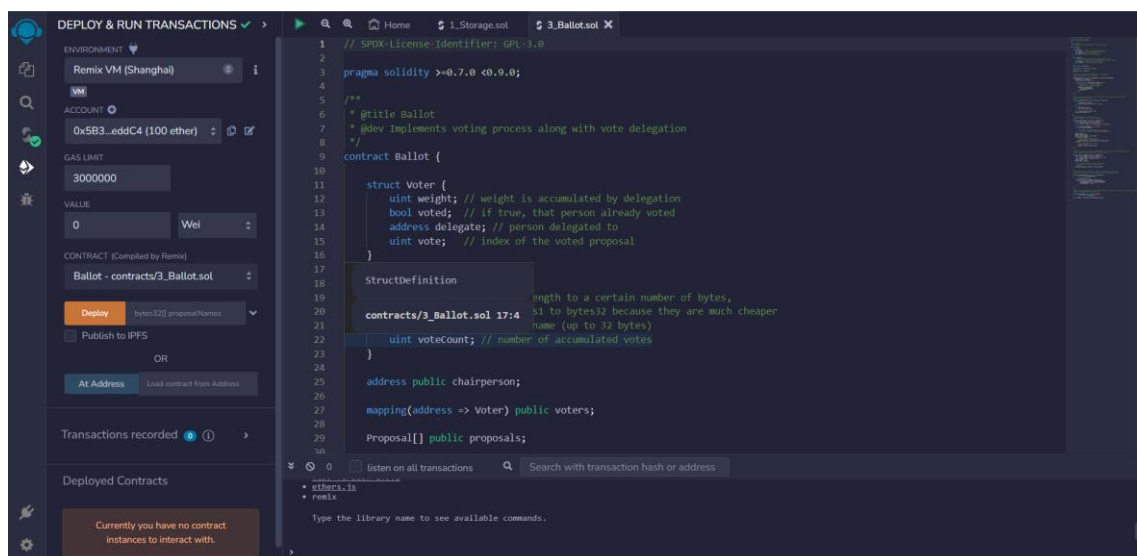 DEPLOY & RUN TRANSACTIONS
ENVIRONMENT
Remix VM (Shanghai)
VM
ACCOUNT
0x5B3...eddC4 (100 ether)
GAS LIMIT
3000000
VALUE
0 Wei
CONTRACT (Compiled by Remix)
Ballot - contracts/3_Ballot.sol
Deploy bytes32[] proposalNames
Publish to IPFS
OR
At Address Load contract from Address
Transactions recorded 0 i
Deployed Contracts
Currently you have no contract
instances to interact with.
Home 1_Storage.sol 3_Ballot.sol
1 // SPDX-License-Identifier: GPL-3.0
2
3 pragma solidity >=0.7.0 <0.9.0;
4
5 /**
6 * @title Ballot
7 * @dev Implements voting process along with vote delegation
8 */
9 contract Ballot {
10
11 struct Voter {
12 uint weight; // weight is accumulated by delegation
13 bool voted; // if true, that person already voted
14 address delegate; // person delegated to
15 uint vote; // index of the voted proposal
16 }
17
18 StructDefinition
19 ength to a certain number of bytes,
20 contracts/3_Ballot.sol 17:4 s1 to bytes32 because they are much cheaper
21 name (up to 32 bytes)
22 uint voteCount; // number of accumulated votes
23 }
24
25 address public chairperson;
26
27 mapping(address => Voter) public voters;
28
29 Proposal[] public proposals;
30
0 listen on all transactions Search with transaction hash or address
ethers.js
remix
Type the library name to see available commands.
>